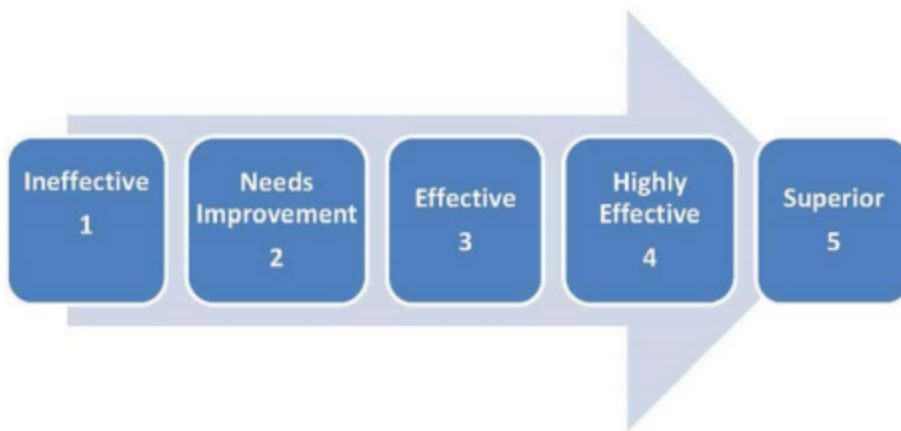 Ineffective
1
Needs
Improvement
2
Effective
3
Highly
Effective
4
Superior
5